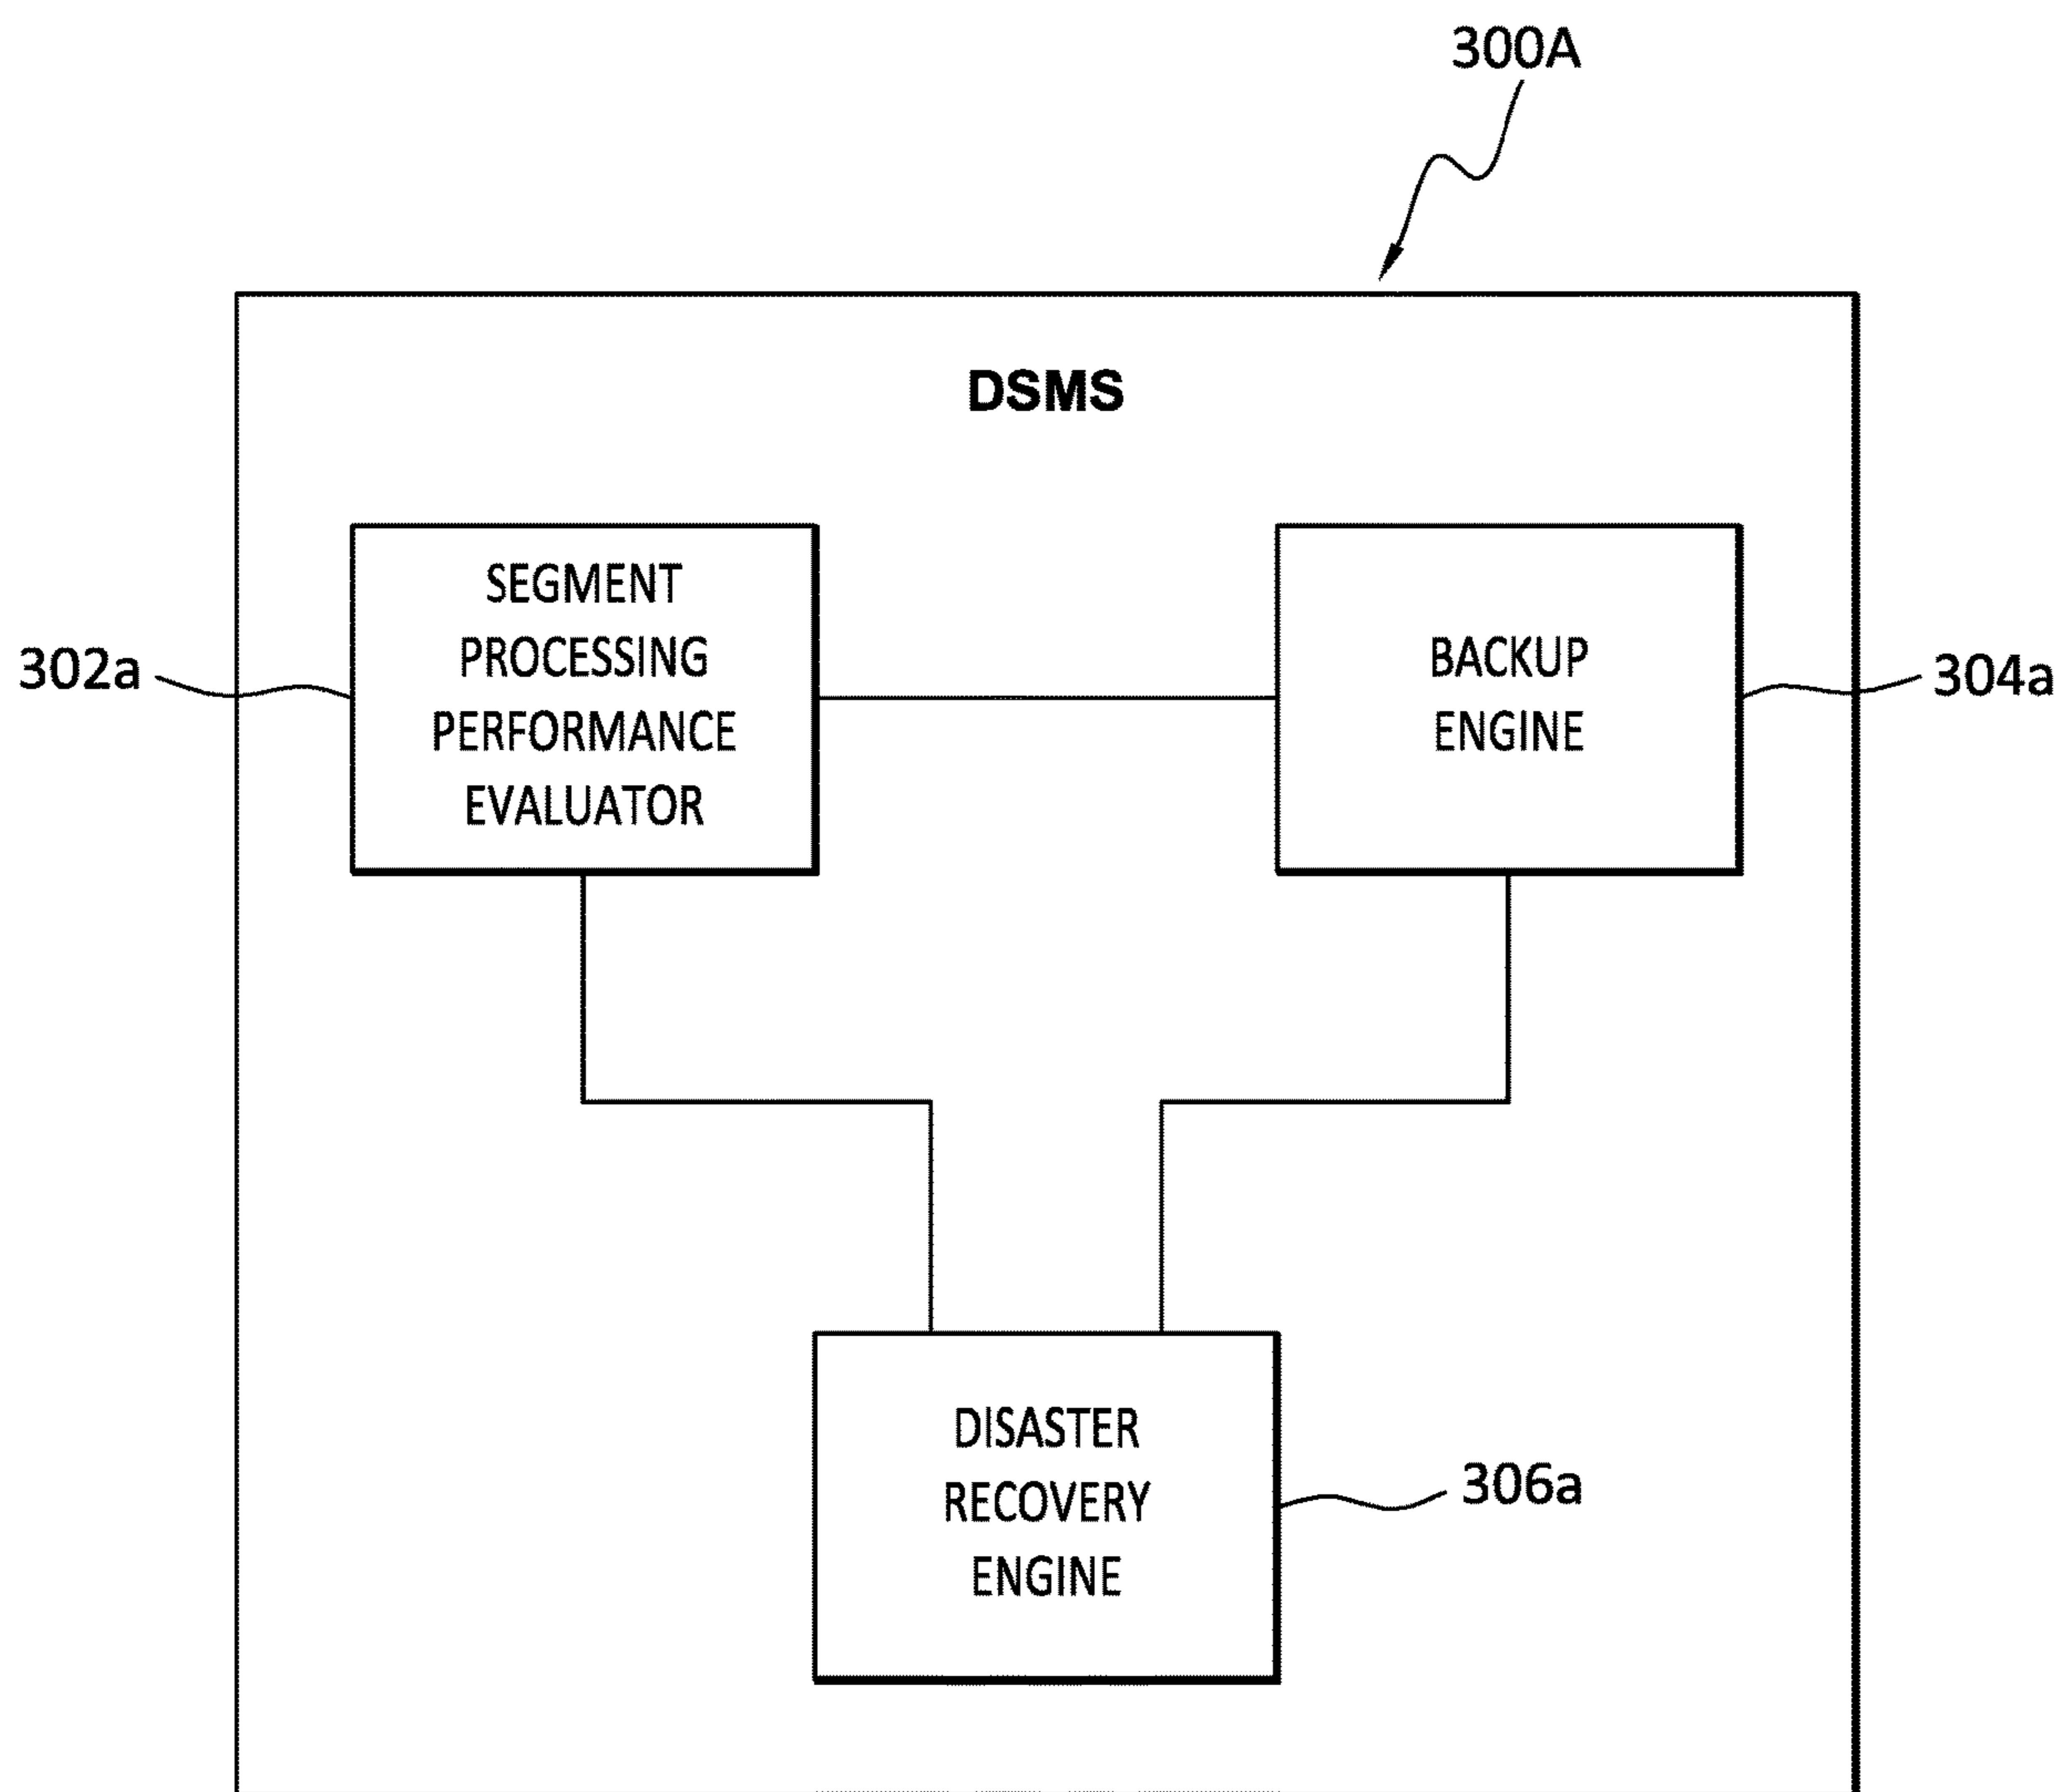 300A
DSMS
SEGMENT
PROCESSING
PERFORMANCE
EVALUATOR
302a
BACKUP
ENGINE
304a
DISASTER
RECOVERY
ENGINE
306a